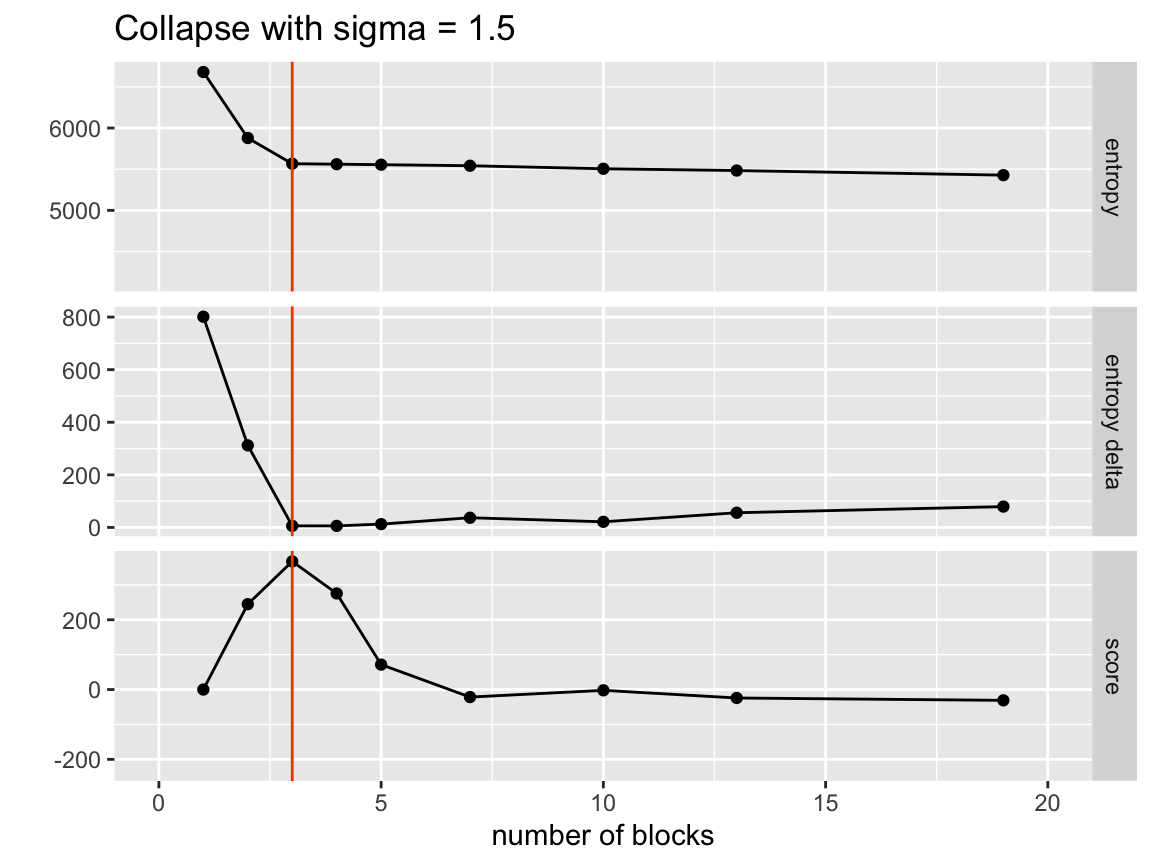 Collapse with sigma = 1.5
6000
5000
entropy
800
600
400
200
0
entropy delta
200
0
-200
score
0 5 10 15 20
number of blocks